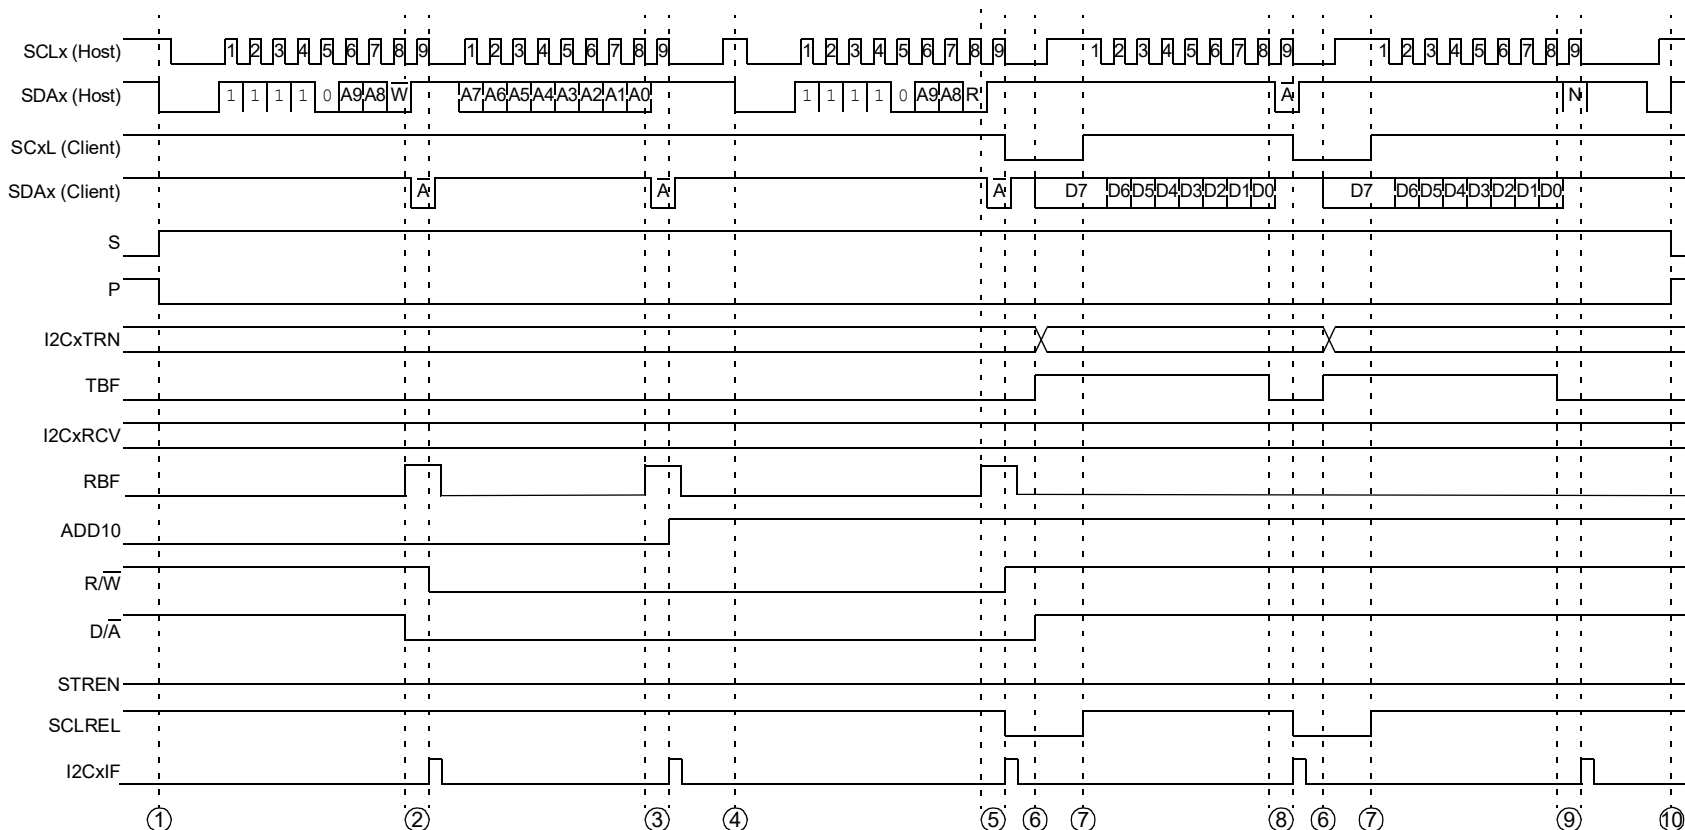 SCLx (Host) 1 2 3 4 5 6 7 8 9 1 2 3 4 5 6 7 8 9 1 2 3 4 5 6 7 8 9 1 2 3 4 5 6 7 8 9 1 2 3 4 5 6 7 8 9
SDAx (Host) 1 1 1 1 0 A9 A8 W̅ A7 A6 A5 A4 A3 A2 A1 A0 1 1 1 1 0 A9 A8 R A̅ N
SCxL (Client)
SDAx (Client) A̅ A̅ A̅ D7 D6 D5 D4 D3 D2 D1 D0 D7 D6 D5 D4 D3 D2 D1 D0
S
P
I2CxTRN
TBF
I2CxRCV
RBF
ADD10
R/W̅
D/A̅
STREN
SCLREL
I2CxIF
① ② ③ ④ ⑤ ⑥ ⑦ ⑧ ⑥ ⑦ ⑨ ⑩